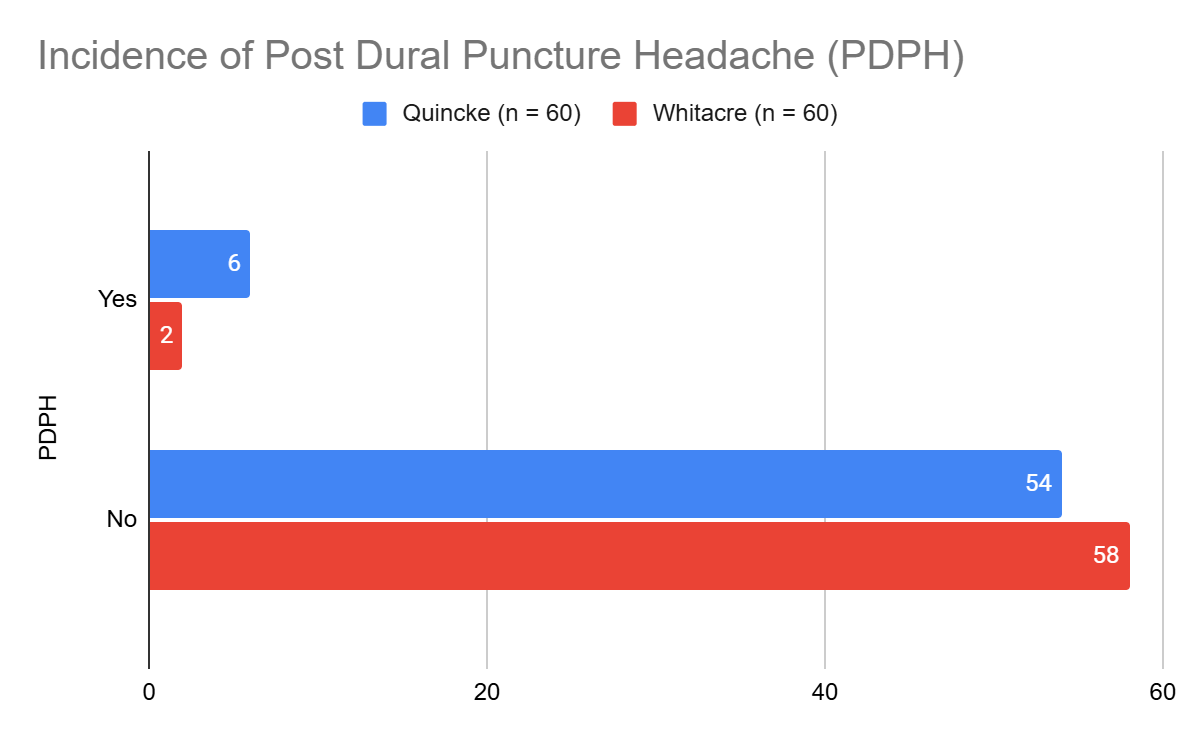 Incidence of Post Dural Puncture Headache (PDPH)
Quincke (n = 60) Whitacre (n = 60)
6
Yes
2
PDPH
54
No
58
0 20 40 60